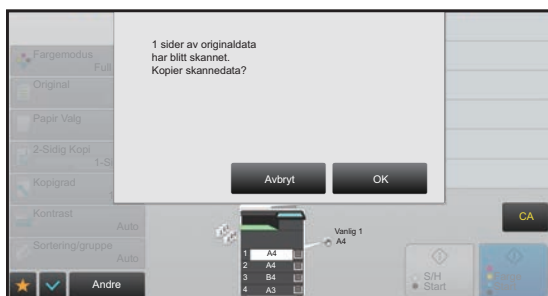 1 sider av originaldata
har blitt skannet.
Kopier skannedata?
Avbryt
OK
Fargemodus
Full
Original
Papir Valg
2-Sidig Kopi
1-Si
Kopigrad
1
Kontrast
Auto
Sortering/gruppe
Auto
Andre
Vanlig 1
A4
1 A4
2 A4
3 B4
4 A3
CA
S/H
Start
Start